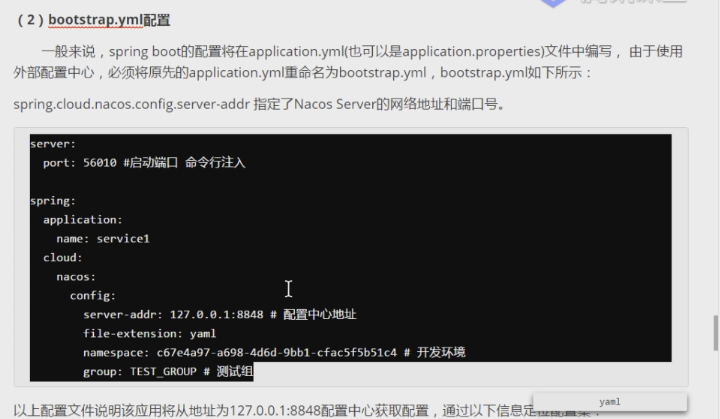 （2）bootstrap.yml配置
一般来说，spring boot的配置将在application.yml(也可以是application.properties)文件中编写， 由于使用
外部配置中心，必须将原先的application.yml重命名为bootstrap.yml，bootstrap.yml如下所示：
spring.cloud.nacos.config.server-addr 指定了Nacos Server的网络地址和端口号。
server:
  port: 56010 #启动端口 命令行注入
spring:
  application:
    name: service1
  cloud:
    nacos:
      config:
        server-addr: 127.0.0.1:8848 # 配置中心地址
        file-extension: yaml
        namespace: c67e4a97-a698-4d6d-9bb1-cfac5f5b51c4 # 开发环境
        group: TEST_GROUP # 测试组
yaml
以上配置文件说明该应用将从地址为127.0.0.1:8848配置中心获取配置，通过以下信息定位配置集：